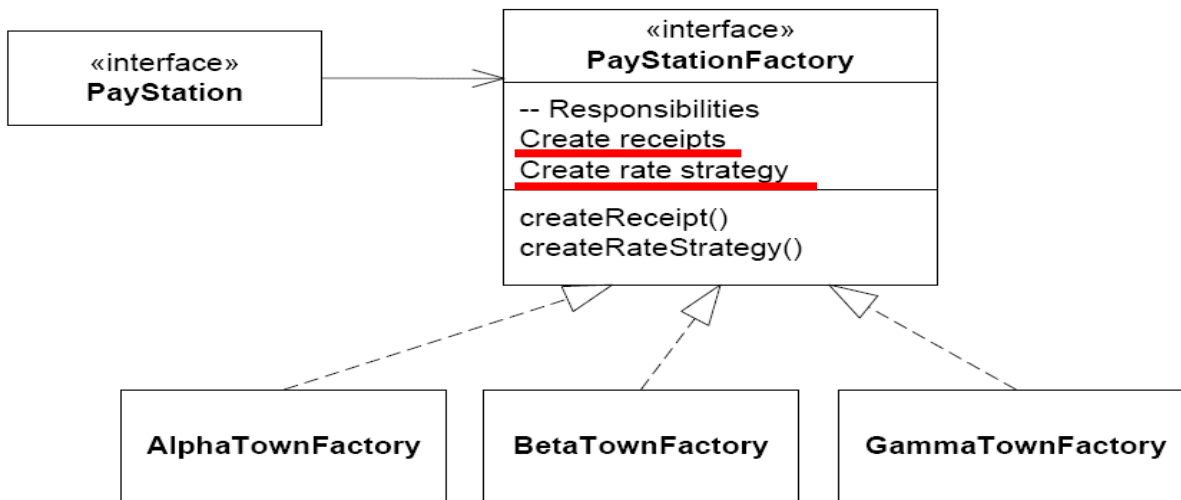 «interface»
PayStation
«interface»
PayStationFactory
-- Responsibilities
Create receipts
Create rate strategy
createReceipt()
createRateStrategy()
AlphaTownFactory
BetaTownFactory
GammaTownFactory